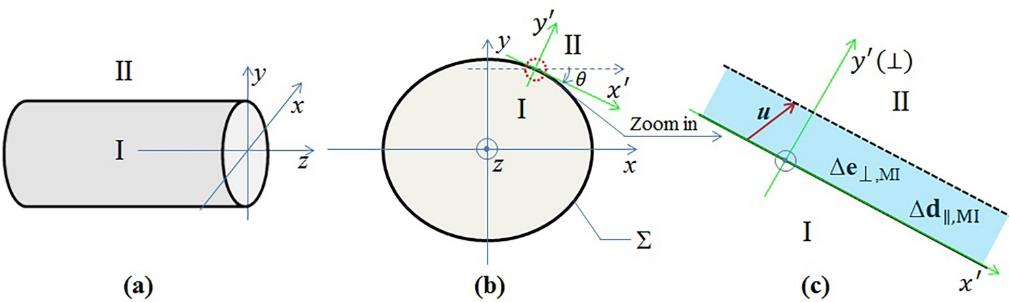 II
I
y
x
z
(a)
y
y′
II
θ
x′
I
Zoom in
z
x
Σ
(b)
y′(⊥)
II
u
Δe⊥,MI
Δd∥,MI
I
x′
(c)